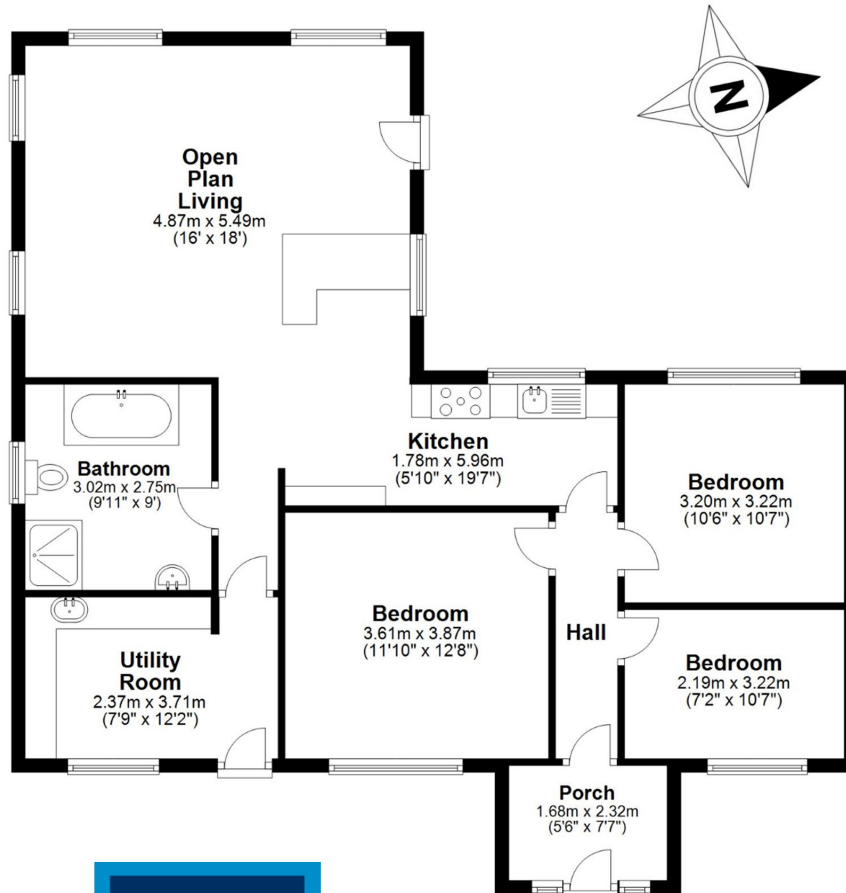 N
Open
Plan
Living
4.87m x 5.49m
(16' x 18')
Kitchen
1.78m x 5.96m
(5'10" x 19'7")
Bathroom
3.02m x 2.75m
(9'11" x 9')
Bedroom
3.20m x 3.22m
(10'6" x 10'7")
Bedroom
3.61m x 3.87m
(11'10" x 12'8")
Hall
Utility
Room
2.37m x 3.71m
(7'9" x 12'2")
Bedroom
2.19m x 3.22m
(7'2" x 10'7")
Porch
1.68m x 2.32m
(5'6" x 7'7")